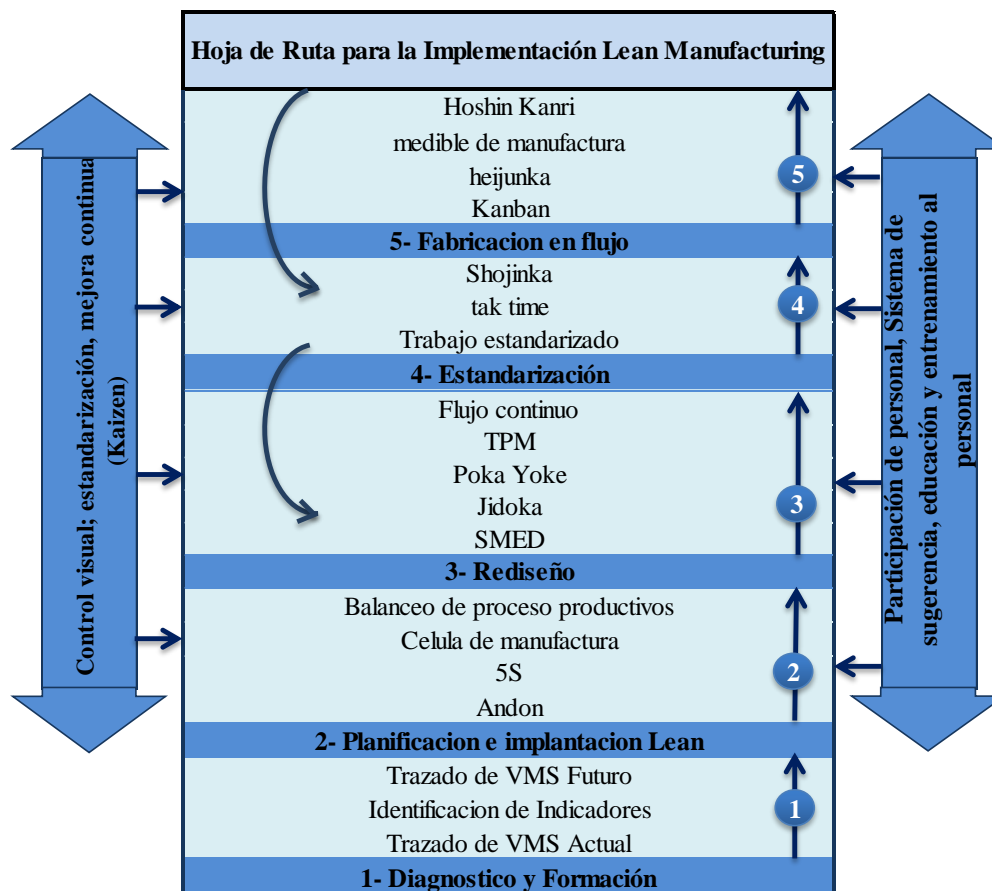 Hoja de Ruta para la Implementación Lean Manufacturing
Hoshin Kanri
medible de manufactura
heijunka
Kanban
5
5- Fabricacion en flujo
Shojinka
tak time
Trabajo estandarizado
4
4- Estandarización
Flujo continuo
TPM
Poka Yoke
Jidoka
SMED
3
3- Rediseño
Balanceo de proceso productivos
Celula de manufactura
5S
Andon
2
2- Planificacion e implantacion Lean
Trazado de VMS Futuro
Identificacion de Indicadores
Trazado de VMS Actual
1
1- Diagnostico y Formación
Control visual; estandarización, mejora continua
(Kaizen)
Participación de personal, Sistema de
sugerencia, educación y entrenamiento al
personal